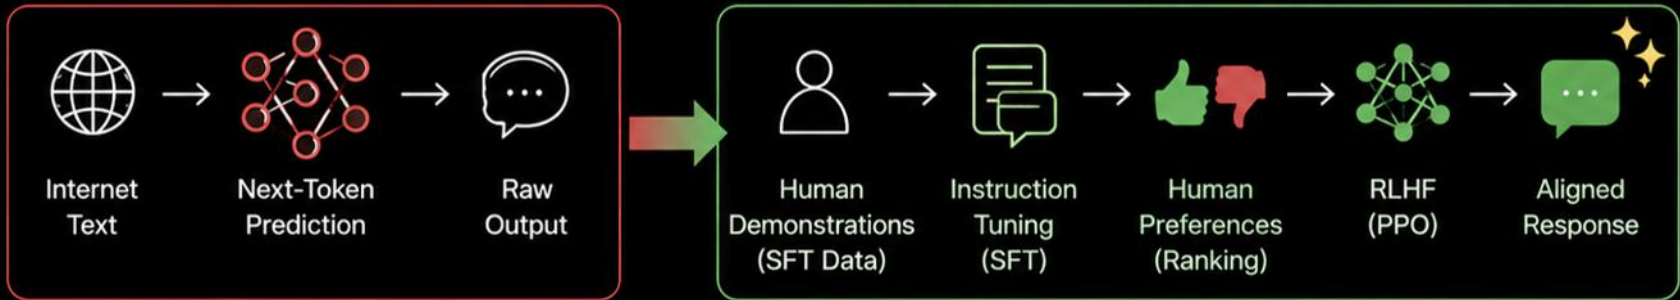 Internet
Text
Next-Token
Prediction
Raw
Output
Human
Demonstrations
(SFT Data)
Instruction
Tuning
(SFT)
Human
Preferences
(Ranking)
RLHF
(PPO)
Aligned
Response